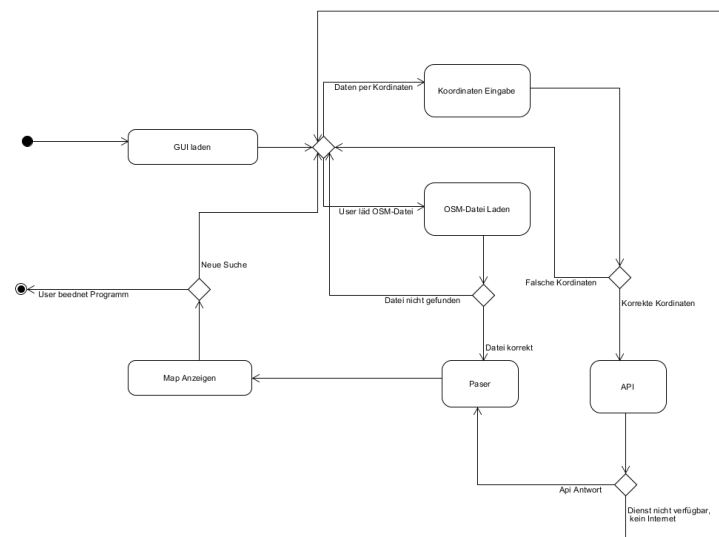 Daten per Kordinaten
Koordinaten Eingabe
GUI laden
User läd OSM-Datei
OSM-Datei Laden
Neue Suche
Falsche Kordinaten
User beednet Programm
Datei nicht gefunden
Korrekte Kordinaten
Datei korrekt
Map Anzeigen
Paser
API
Api Antwort
Dienst nicht verfügbar,
kein Internet